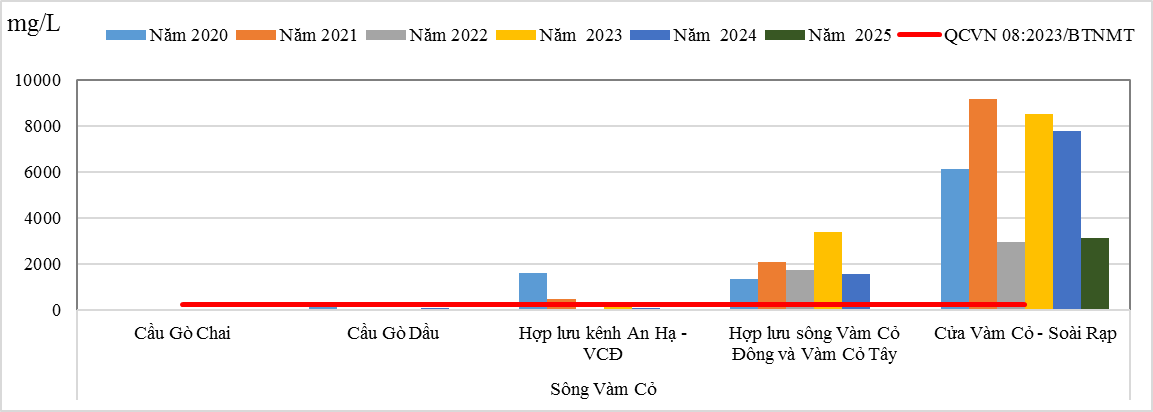 mg/L
Năm 2020 Năm 2021 Năm 2022 Năm 2023 Năm 2024 Năm 2025 QCVN 08:2023/BTNMT
10000
8000
6000
4000
2000
0
Cầu Gò Chai
Cầu Gò Dầu
Hợp lưu kênh An Hạ -
VCĐ
Hợp lưu sông Vàm Cỏ
Đông và Vàm Cỏ Tây
Cửa Vàm Cỏ - Soài Rạp
Sông Vàm Cỏ